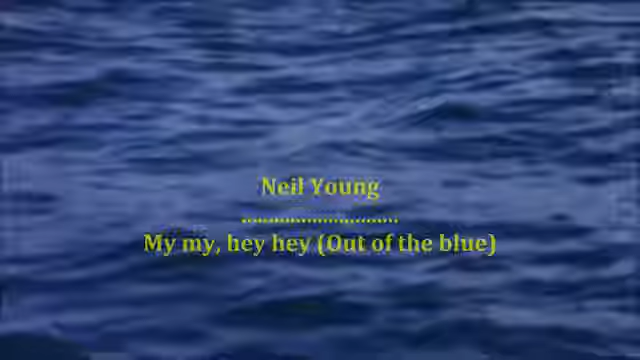 Neil Young
..............................
My my, hey hey (Out of the blue)